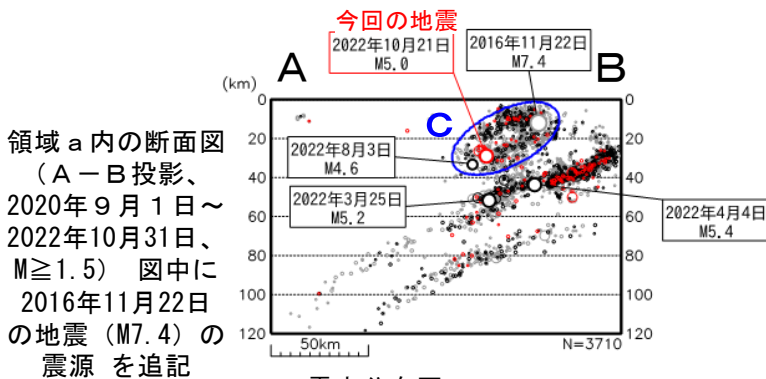 今回の地震
2022年10月21日
M5.0
2016年11月22日
M7.4
A
B
(km)
0
20
40
60
80
100
120
0
20
40
60
80
100
120
C
2022年8月3日
M4.6
2022年3月25日
M5.2
2022年4月4日
M5.4
50km
N=3710
領域a内の断面図
(A-B投影、
2020年9月1日~
2022年10月31日、
M≧1.5) 図中に
2016年11月22日
の地震(M7.4)の
震源 を追記